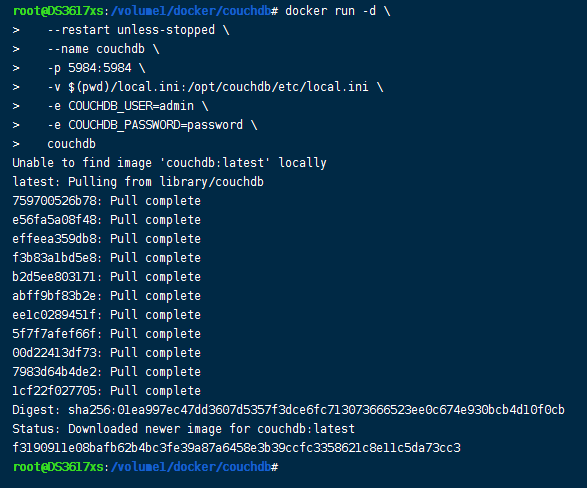 root@DS3617xs:/volume1/docker/couchdb# docker run -d \
>    --restart unless-stopped \
>    --name couchdb \
>    -p 5984:5984 \
>    -v $(pwd)/local.ini:/opt/couchdb/etc/local.ini \
>    -e COUCHDB_USER=admin \
>    -e COUCHDB_PASSWORD=password \
>    couchdb
Unable to find image 'couchdb:latest' locally
latest: Pulling from library/couchdb
759700526b78: Pull complete
e56fa5a08f48: Pull complete
effeea359db8: Pull complete
f3b83a1bd5e8: Pull complete
b2d5ee803171: Pull complete
abff9bf83b2e: Pull complete
ee1c0289451f: Pull complete
5f7f7afef66f: Pull complete
00d22413df73: Pull complete
7983d64b4de2: Pull complete
1cf22f027705: Pull complete
Digest: sha256:01ea997ec47dd3607d5357f3dce6fc713073666523ee0c674e930bcb4d10f0cb
Status: Downloaded newer image for couchdb:latest
f3190911e08bafb62b4bc3fe39a87a6458e3b39ccfc3358621c8e11c5da73cc3
root@DS3617xs:/volume1/docker/couchdb#